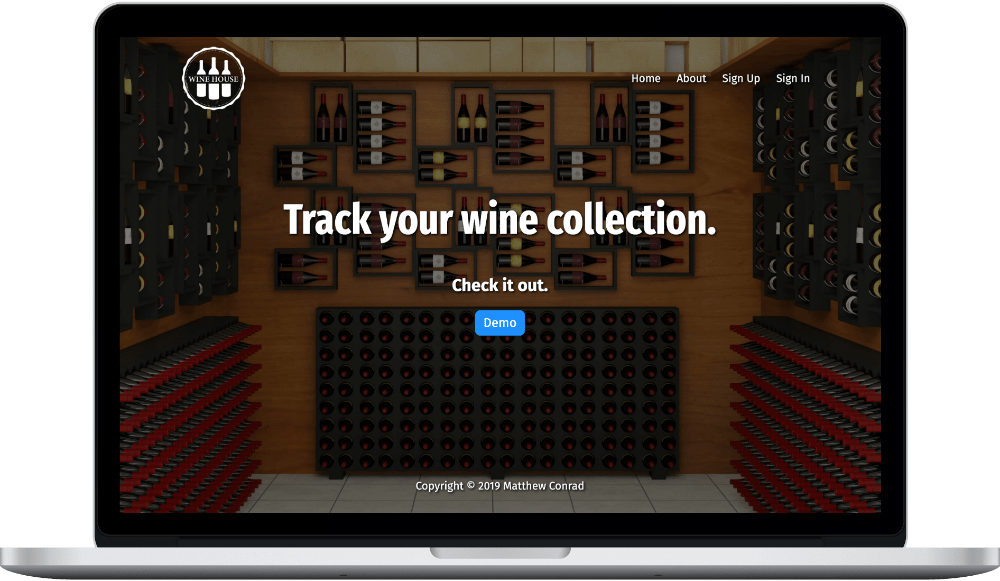 WINE HOUSE
Home About Sign Up Sign In
Track your wine collection.
Check it out.
Demo
Copyright © 2019 Matthew Conrad